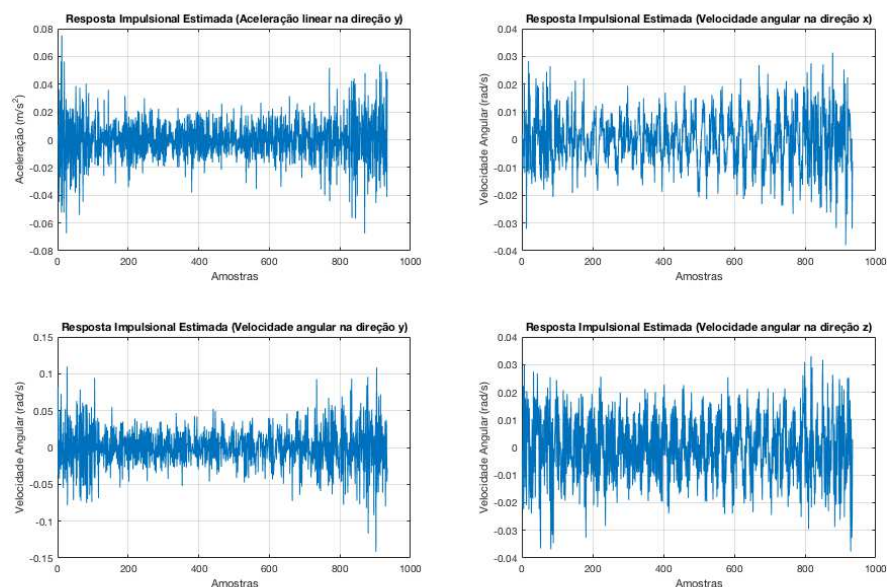 Resposta Impulsional Estimada (Aceleração linear na direção y)
0.08
0.06
0.04
0.02
0
-0.02
-0.04
-0.06
-0.08
Aceleração (m/s²)
0 200 400 600 800 1000
Amostras
Resposta Impulsional Estimada (Velocidade angular na direção x)
0.04
0.03
0.02
0.01
0
-0.01
-0.02
-0.03
-0.04
Velocidade Angular (rad/s)
0 200 400 600 800 1000
Amostras
Resposta Impulsional Estimada (Velocidade angular na direção y)
0.15
0.1
0.05
0
-0.05
-0.1
-0.15
Velocidade Angular (rad/s)
0 200 400 600 800 1000
Amostras
Resposta Impulsional Estimada (Velocidade angular na direção z)
0.04
0.03
0.02
0.01
0
-0.01
-0.02
-0.03
-0.04
Velocidade Angular (rad/s)
0 200 400 600 800 1000
Amostras